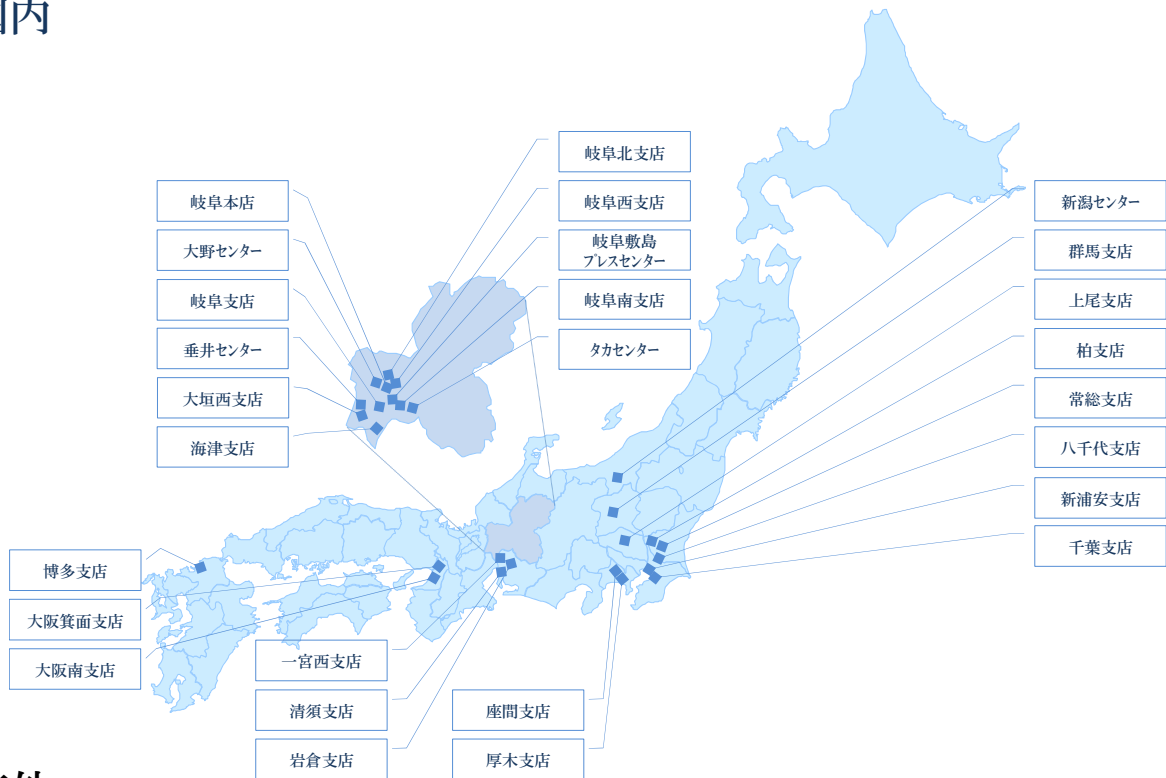 内
岐阜北支店
岐阜本店
岐阜西支店
新潟センター
大野センター
岐阜敷島
プレスセンター
群馬支店
岐阜支店
岐阜南支店
上尾支店
垂井センター
タカセンター
柏支店
大垣西支店
常総支店
海津支店
八千代支店
新浦安支店
千葉支店
博多支店
大阪箕面支店
大阪南支店
一宮西支店
清須支店
座間支店
岩倉支店
厚木支店